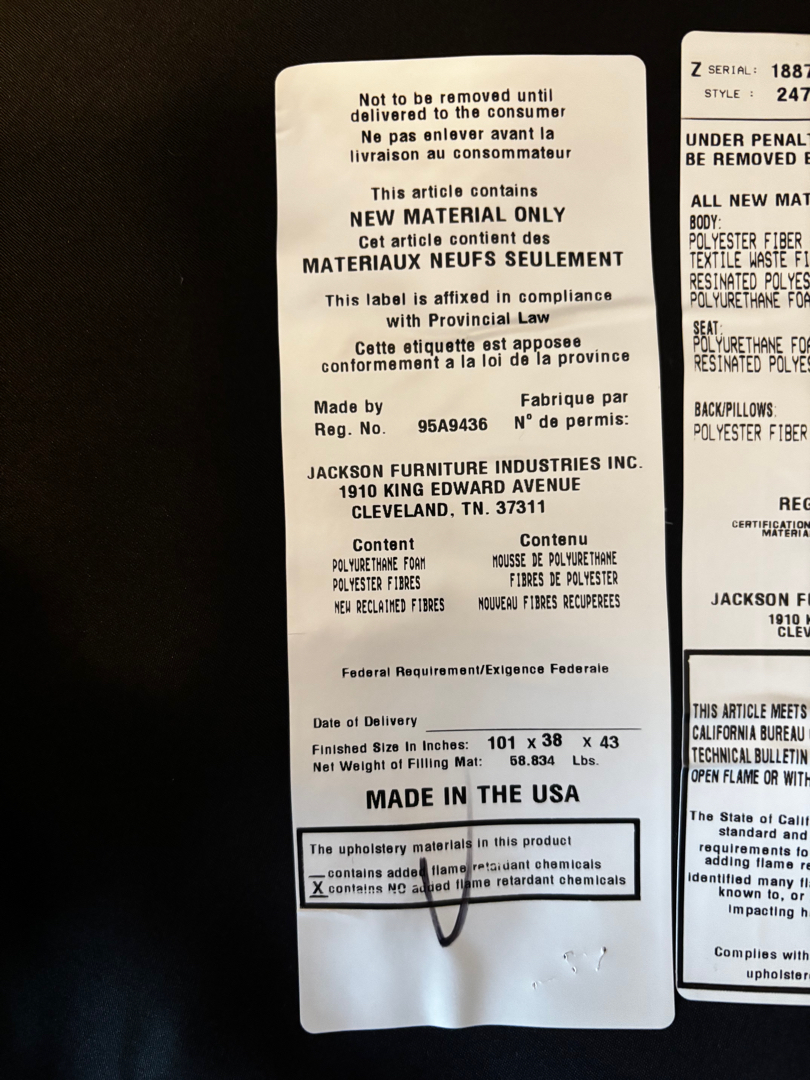 Not to be removed until
delivered to the consumer
Ne pas enlever avant la
livraison au consommateur
This article contains
NEW MATERIAL ONLY
Cet article contient des
MATERIAUX NEUFS SEULEMENT
This label is affixed in compliance
with Provincial Law
Cette etiquette est apposee
conformement a la loi de la province
Made by Fabrique par
Reg. No. 95A9436 N° de permis:
JACKSON FURNITURE INDUSTRIES INC.
1910 KING EDWARD AVENUE
CLEVELAND, TN. 37311
Content Contenu
POLYURETHANE FOAM MOUSSE DE POLYURETHANE
POLYESTER FIBRES FIBRES DE POLYESTER
NEW RECLAIMED FIBRES NOUVEAU FIBRES RECUPEREES
Federal Requirement/Exigence Federale
Date of Delivery
Finished Size In Inches: 101 x 38 x 43
Net Weight of Filling Mat: 58.834 Lbs.
MADE IN THE USA
The upholstery materials in this product
contains added flame retardant chemicals
X contains NO added flame retardant chemicals
Z SERIAL: 1887
STYLE : 247
UNDER PENAL
BE REMOVED
ALL NEW MAT
BODY:
POLYESTER FIBER
TEXTILE WASTE FI
RESINATED POLYES
POLYURETHANE FOA
SEAT:
POLYURETHANE FOA
RESINATED POLYES
BACK/PILLOWS:
POLYESTER FIBER
REG
CERTIFICATION
MATERIA
JACKSON F
1910
CLEV
THIS ARTICLE MEETS
CALIFORNIA BUREAU
TECHNICAL BULLETIN
OPEN FLAME OR WITH
The State of Calif
standard and
requirements fo
adding flame re
identified many fl
known to, or
impacting h
Complies with
upholster